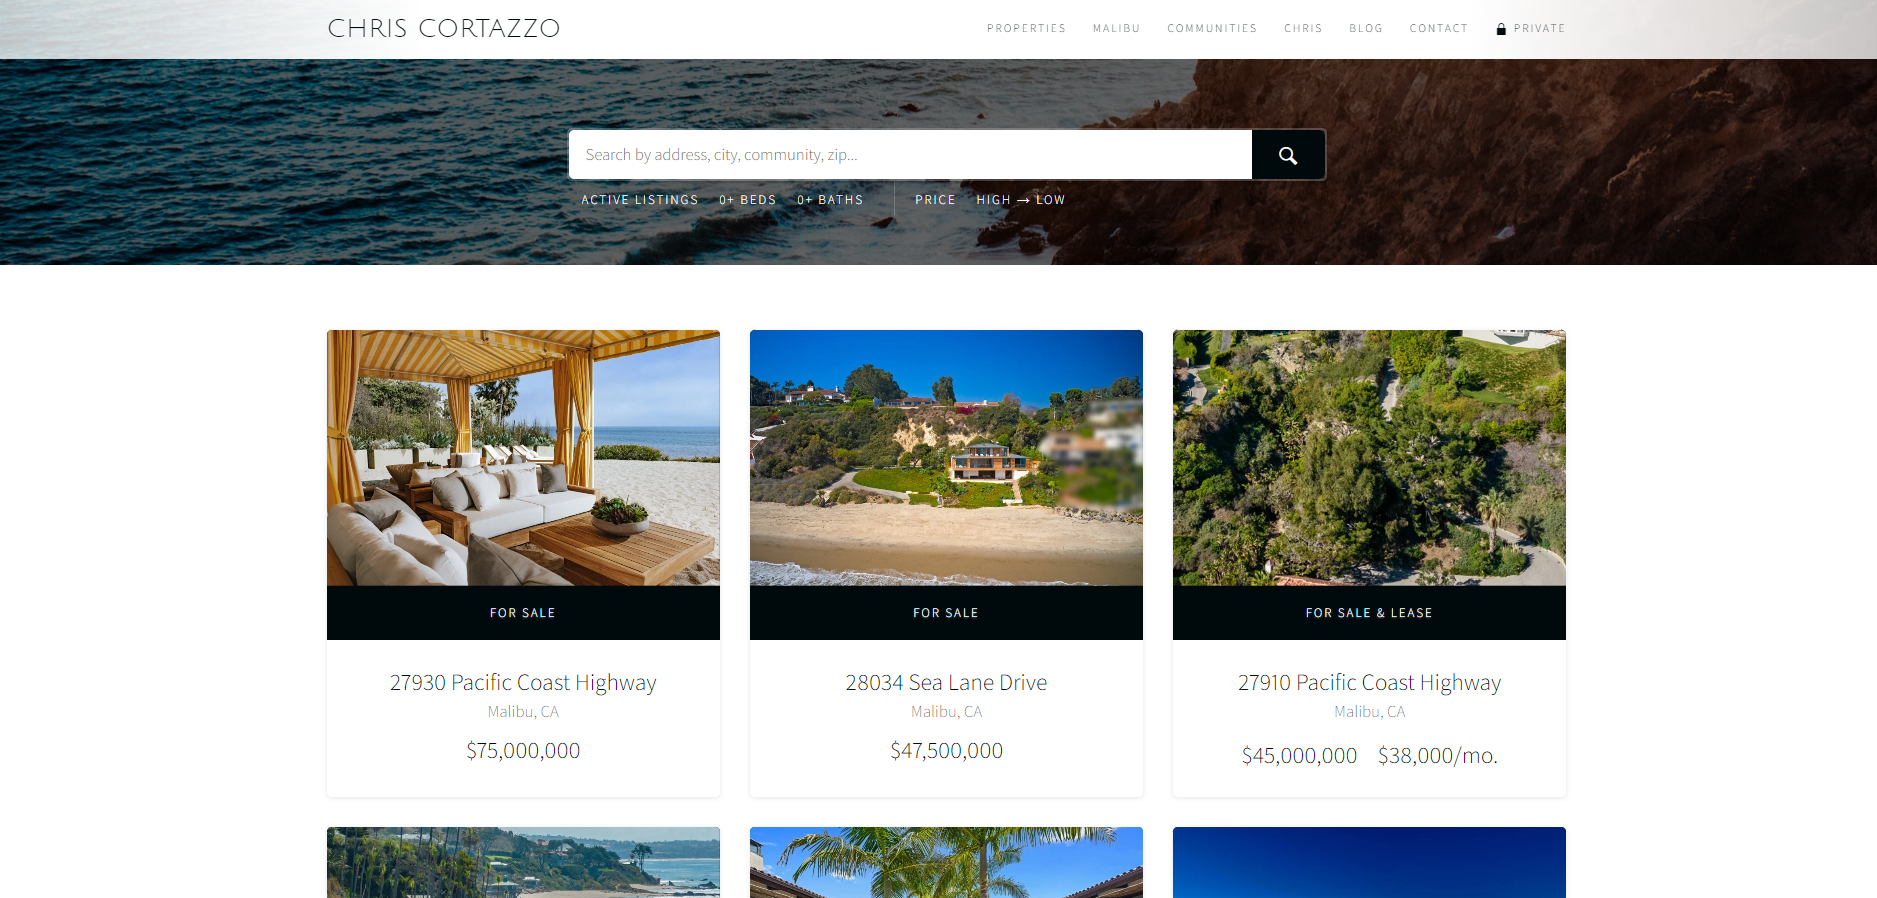 CHRIS CORTAZZO
PROPERTIES MALIBU COMMUNITIES CHRIS BLOG CONTACT PRIVATE
Search by address, city, community, zip...
ACTIVE LISTINGS 0+ BEDS 0+ BATHS PRICE HIGH → LOW
FOR SALE
27930 Pacific Coast Highway
Malibu, CA
$75,000,000
FOR SALE
28034 Sea Lane Drive
Malibu, CA
$47,500,000
FOR SALE & LEASE
27910 Pacific Coast Highway
Malibu, CA
$45,000,000 $38,000/mo.